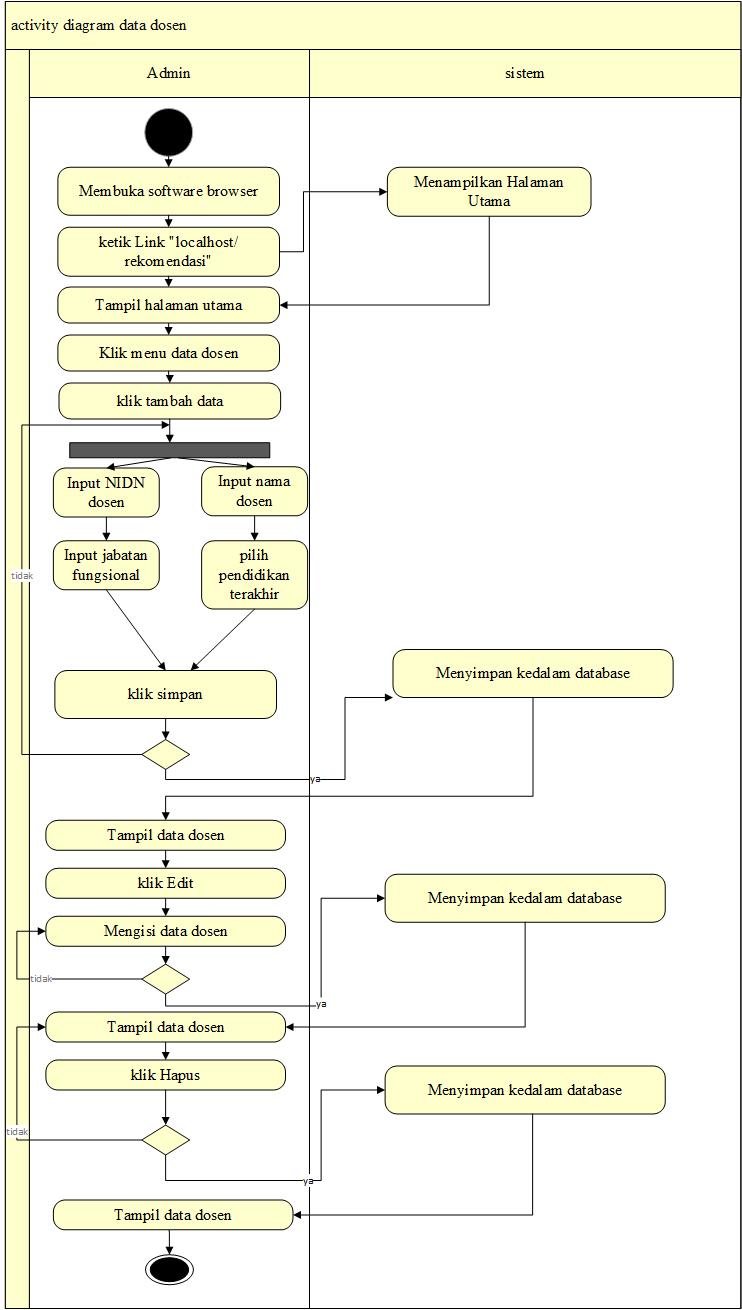 activity diagram data dosen
Admin
sistem
Membuka software browser
Menampilkan Halaman
Utama
ketik Link "localhost/
rekomendasi"
Tampil halaman utama
Klik menu data dosen
klik tambah data
Input NIDN
dosen
Input nama
dosen
Input jabatan
fungsional
pilih
pendidikan
terakhir
tidak
klik simpan
Menyimpan kedalam database
ya
Tampil data dosen
klik Edit
Menyimpan kedalam database
Mengisi data dosen
tidak
ya
Tampil data dosen
klik Hapus
Menyimpan kedalam database
tidak
ya
Tampil data dosen